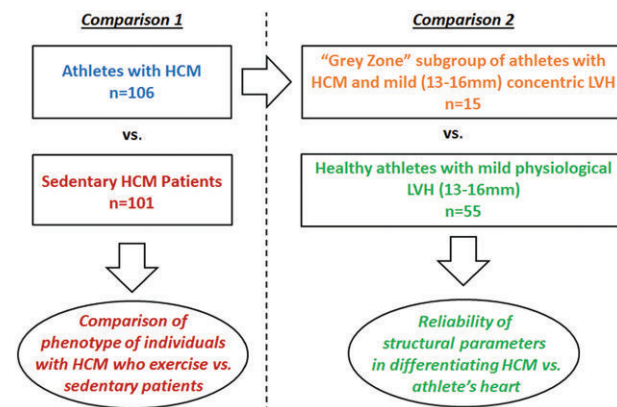 Comparison 1
Athletes with HCM
n=106
vs.
Sedentary HCM Patients
n=101
Comparison of
phenotype of individuals
with HCM who exercise vs.
sedentary patients
Comparison 2
“Grey Zone” subgroup of athletes with
HCM and mild (13-16mm) concentric LVH
n=15
vs.
Healthy athletes with mild physiological
LVH (13-16mm)
n=55
Reliability of
structural parameters
in differentiating HCM vs.
athlete’s heart